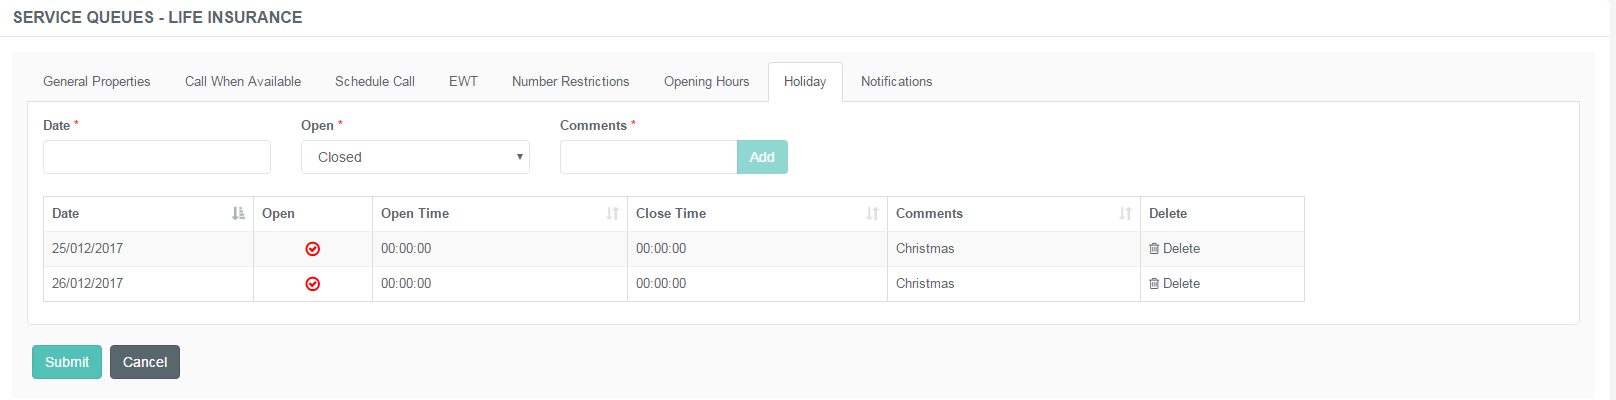 SERVICE QUEUES - LIFE INSURANCE
General Properties Call When Available Schedule Call EWT Number Restrictions Opening Hours Holiday Notifications
Date * Open * Comments *
Closed Add
Date Open Open Time Close Time Comments Delete
25/012/2017 00:00:00 00:00:00 Christmas Delete
26/012/2017 00:00:00 00:00:00 Christmas Delete
Submit Cancel